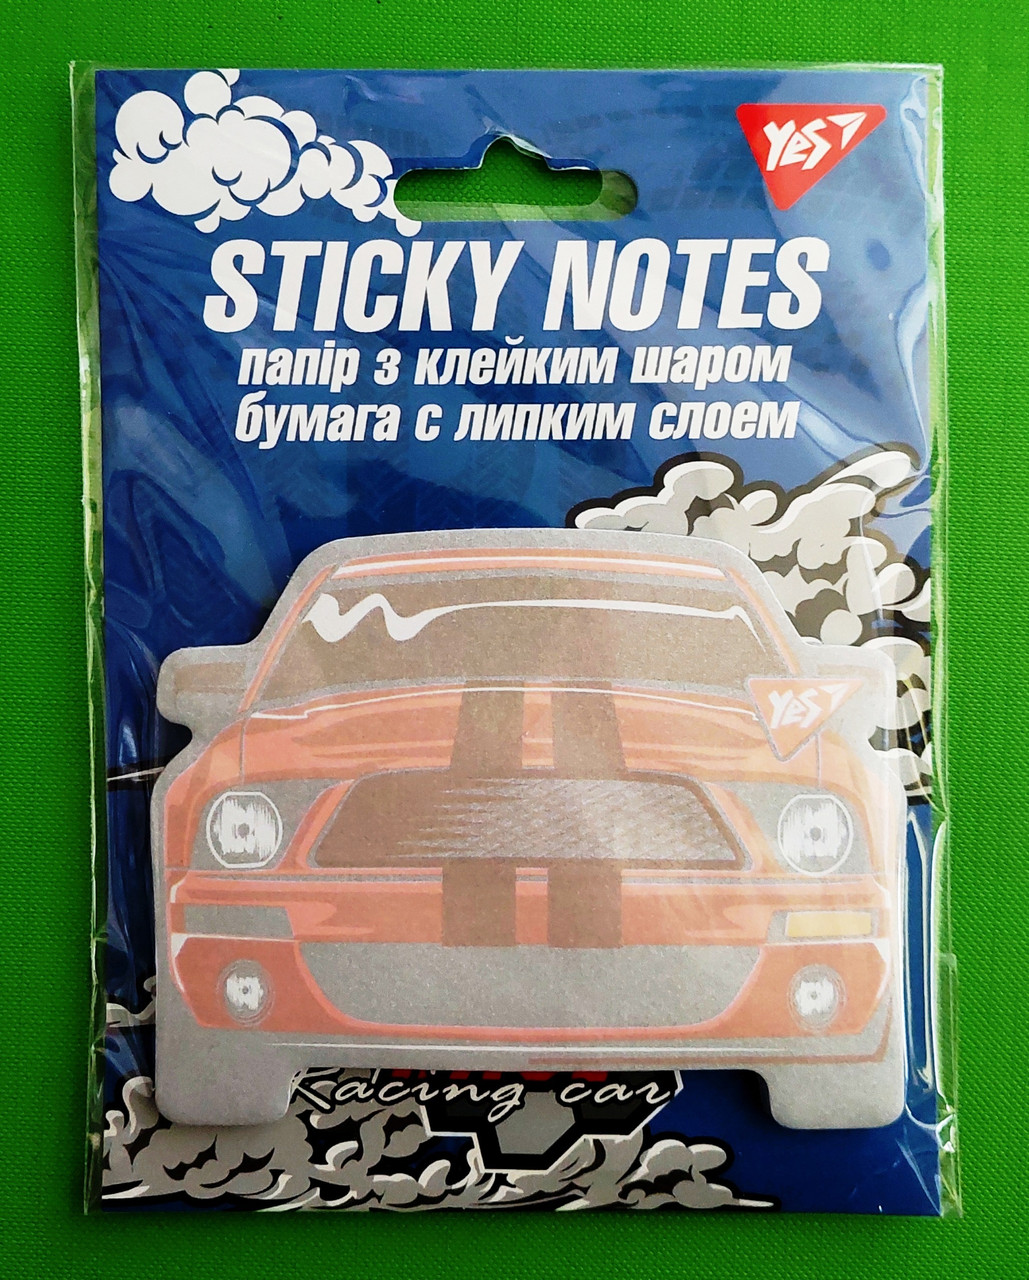 YES
STICKY NOTES
папір з клейким шаром
бумага с липким слоем
YES
Racing car